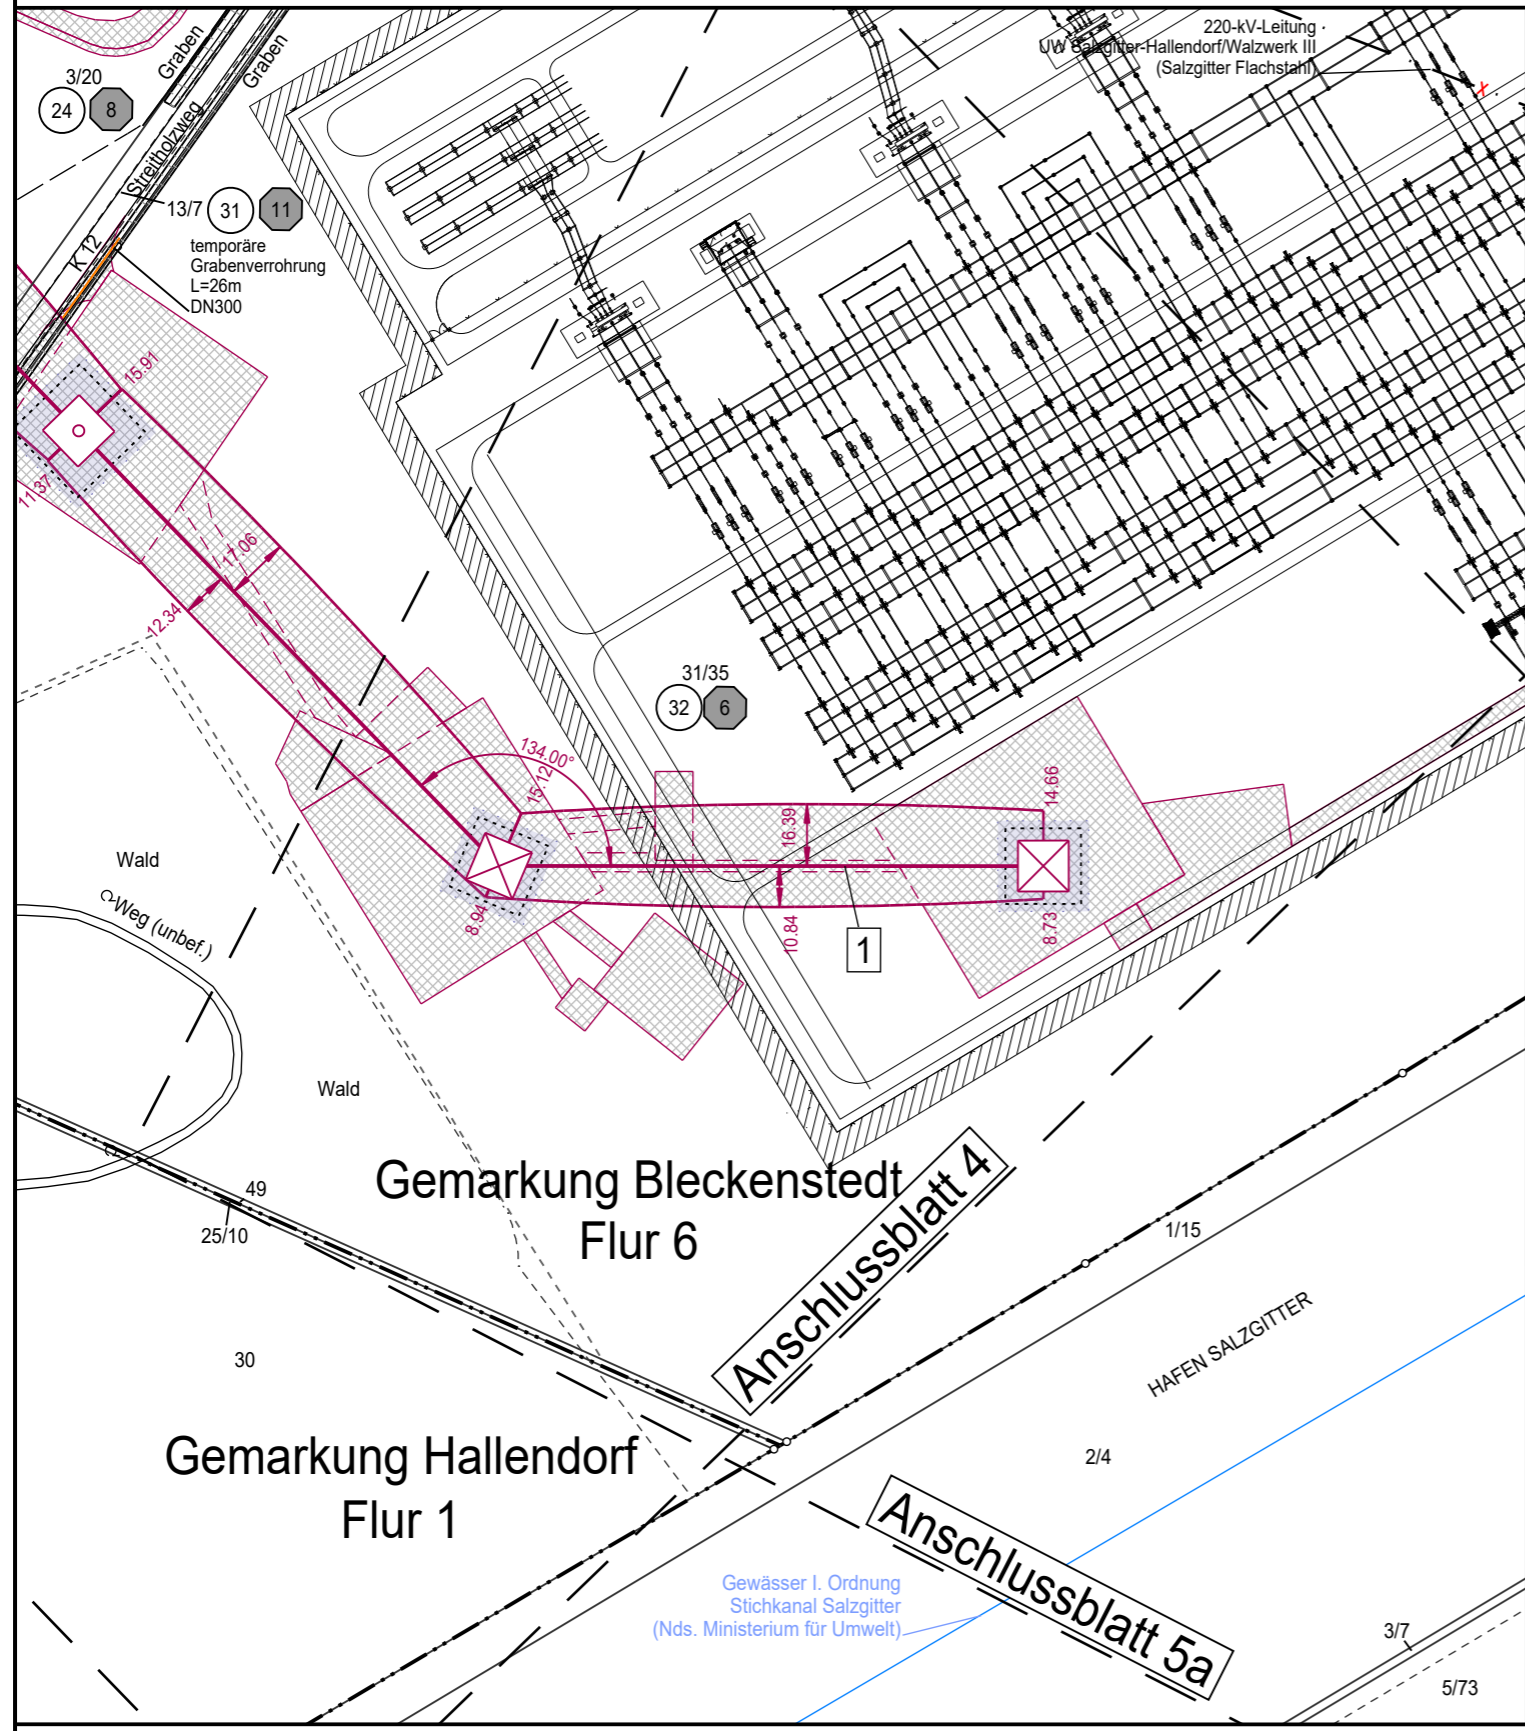 220-kV-Leitung
UW Salzgitter-Hallendorf/Walzwerk III
(Salzgitter Flachstahl)
Graben
Graben
3/20
24
8
Streitholzweg
K 12
13/7
31
11
temporäre
Grabenverrohrung
L=26m
DN300
15.91
11.37
17.06
12.34
31/35
32
6
134.00°
15.12
16.39
14.66
8.94
10.84
8.73
1
Wald
Weg (unbef.)
Wald
Gemarkung Bleckenstedt
Flur 6
49
25/10
Anschlussblatt 4
1/15
HAFEN SALZGITTER
30
Gemarkung Hallendorf
Flur 1
2/4
Anschlussblatt 5a
Gewässer I. Ordnung
Stichkanal Salzgitter
(Nds. Ministerium für Umwelt)
3/7
5/73